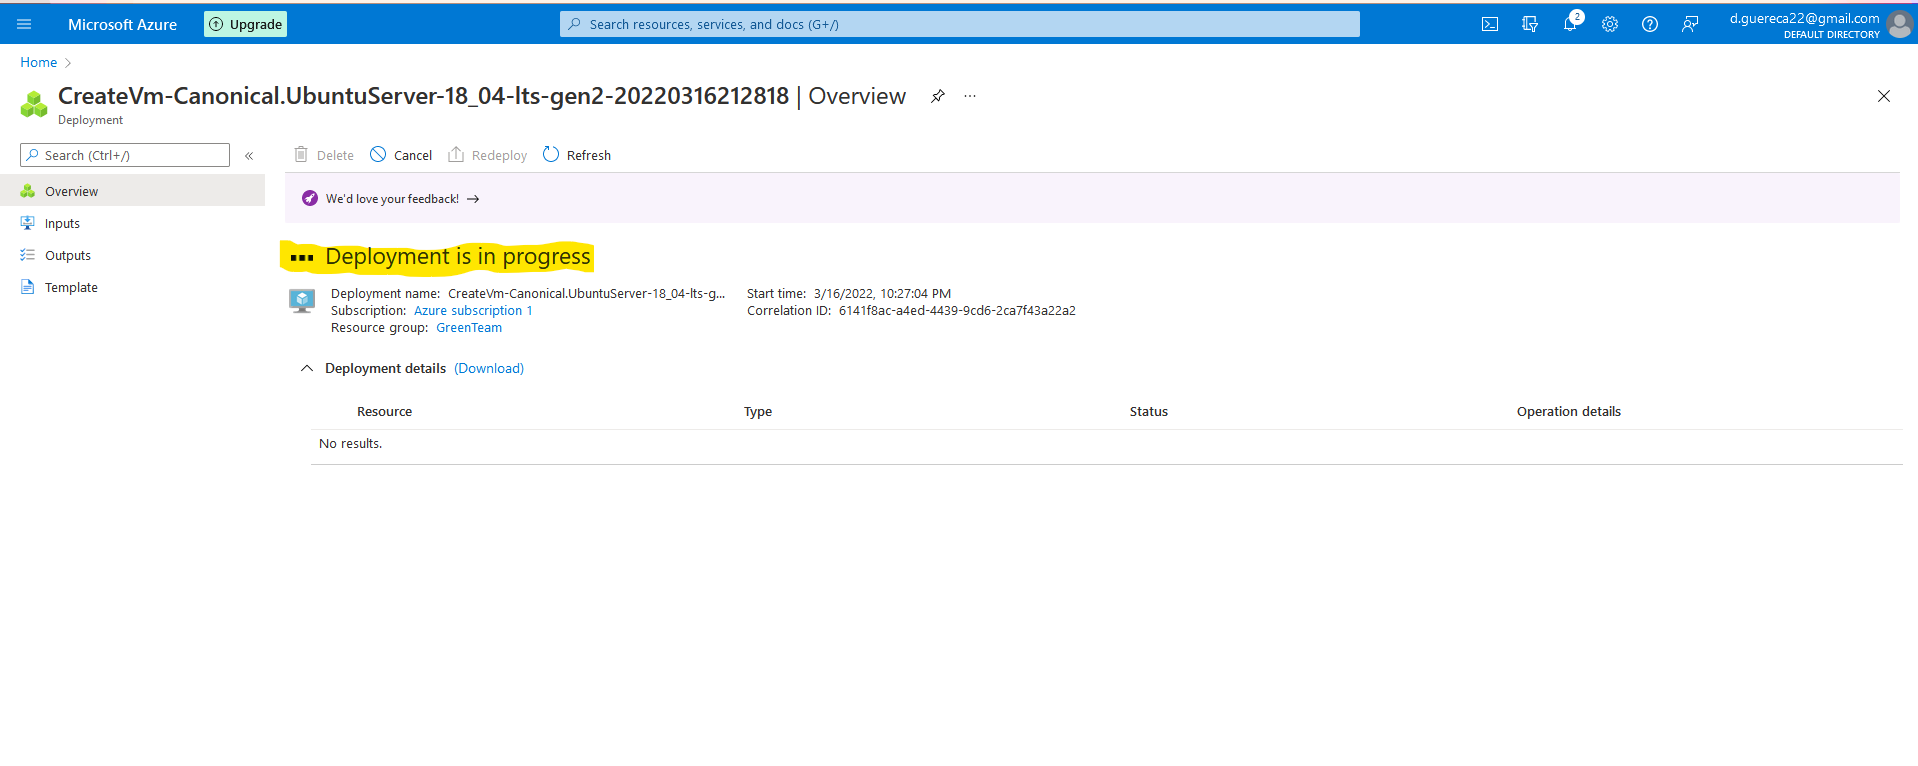 Microsoft Azure
Upgrade
Search resources, services, and docs (G+/)
2
d.guereca22@gmail.com
DEFAULT DIRECTORY
Home
CreateVm-Canonical.UbuntuServer-18_04-lts-gen2-20220316212818 | Overview
Deployment
Search (Ctrl+/)
«
Delete
Cancel
Redeploy
Refresh
Overview
Inputs
Outputs
Template
We'd love your feedback! →
Deployment is in progress
Deployment name: CreateVm-Canonical.UbuntuServer-18_04-lts-g...
Subscription: Azure subscription 1
Resource group: GreenTeam
Start time: 3/16/2022, 10:27:04 PM
Correlation ID: 6141f8ac-a4ed-4439-9cd6-2ca7f43a22a2
Deployment details (Download)
Resource Type Status Operation details
No results.